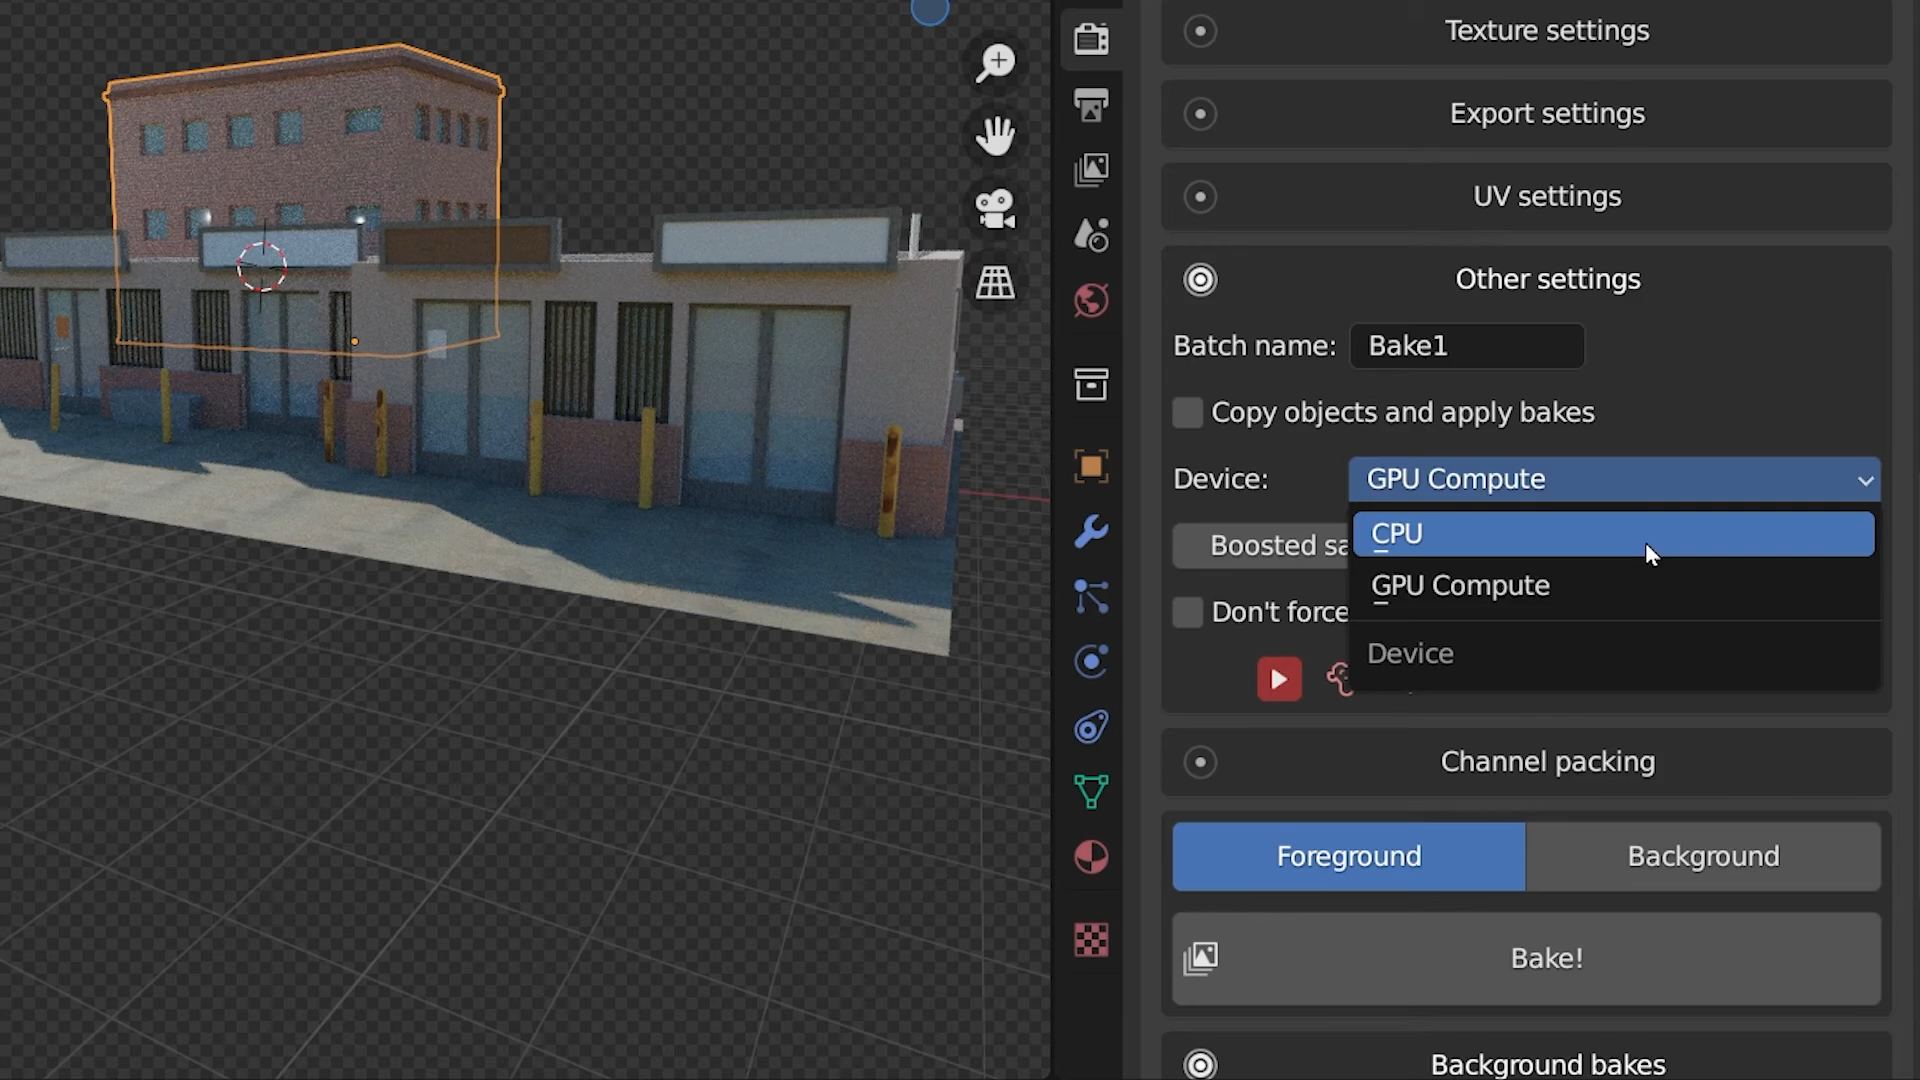 Texture settings
Export settings
UV settings
Other settings
Batch name: Bake1
Copy objects and apply bakes
Device: GPU Compute
CPU
Boosted sa
GPU Compute
Don't force
Device
Channel packing
Foreground Background
Bake!
Background bakes